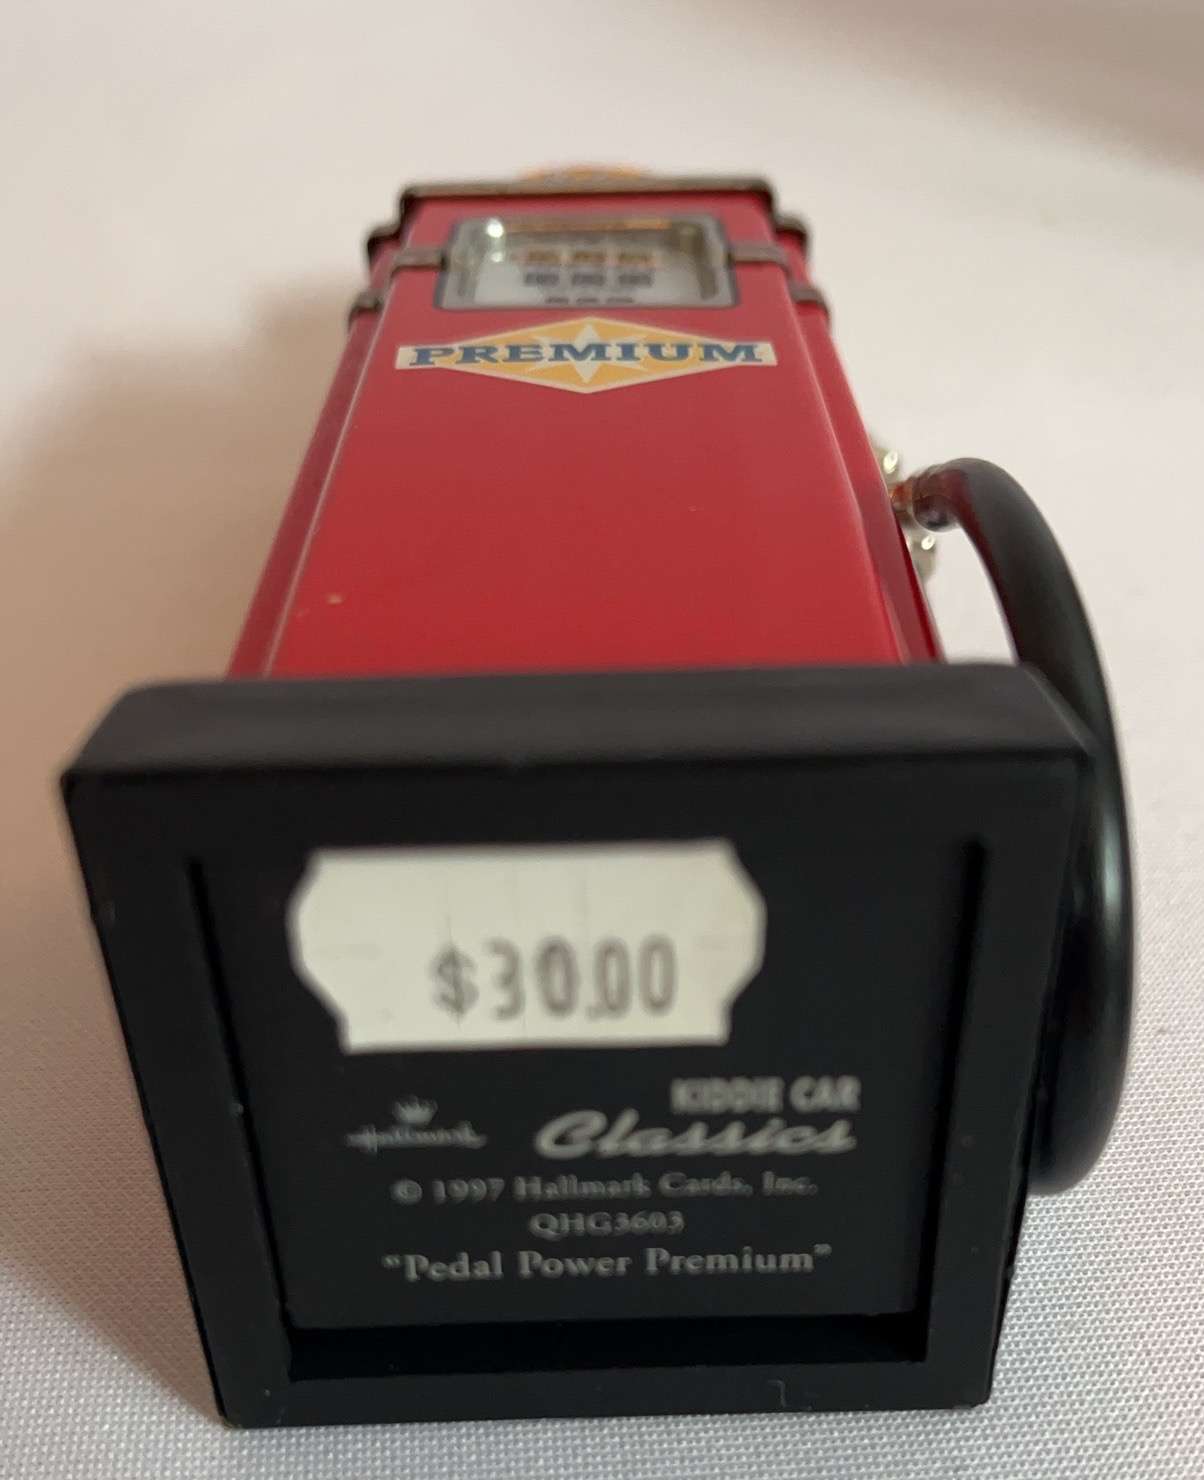 PREMIUM
$30.00
Hallmark
KIDDIE CAR
Classics
© 1997 Hallmark Cards, Inc.
QHG3603
"Pedal Power Premium"